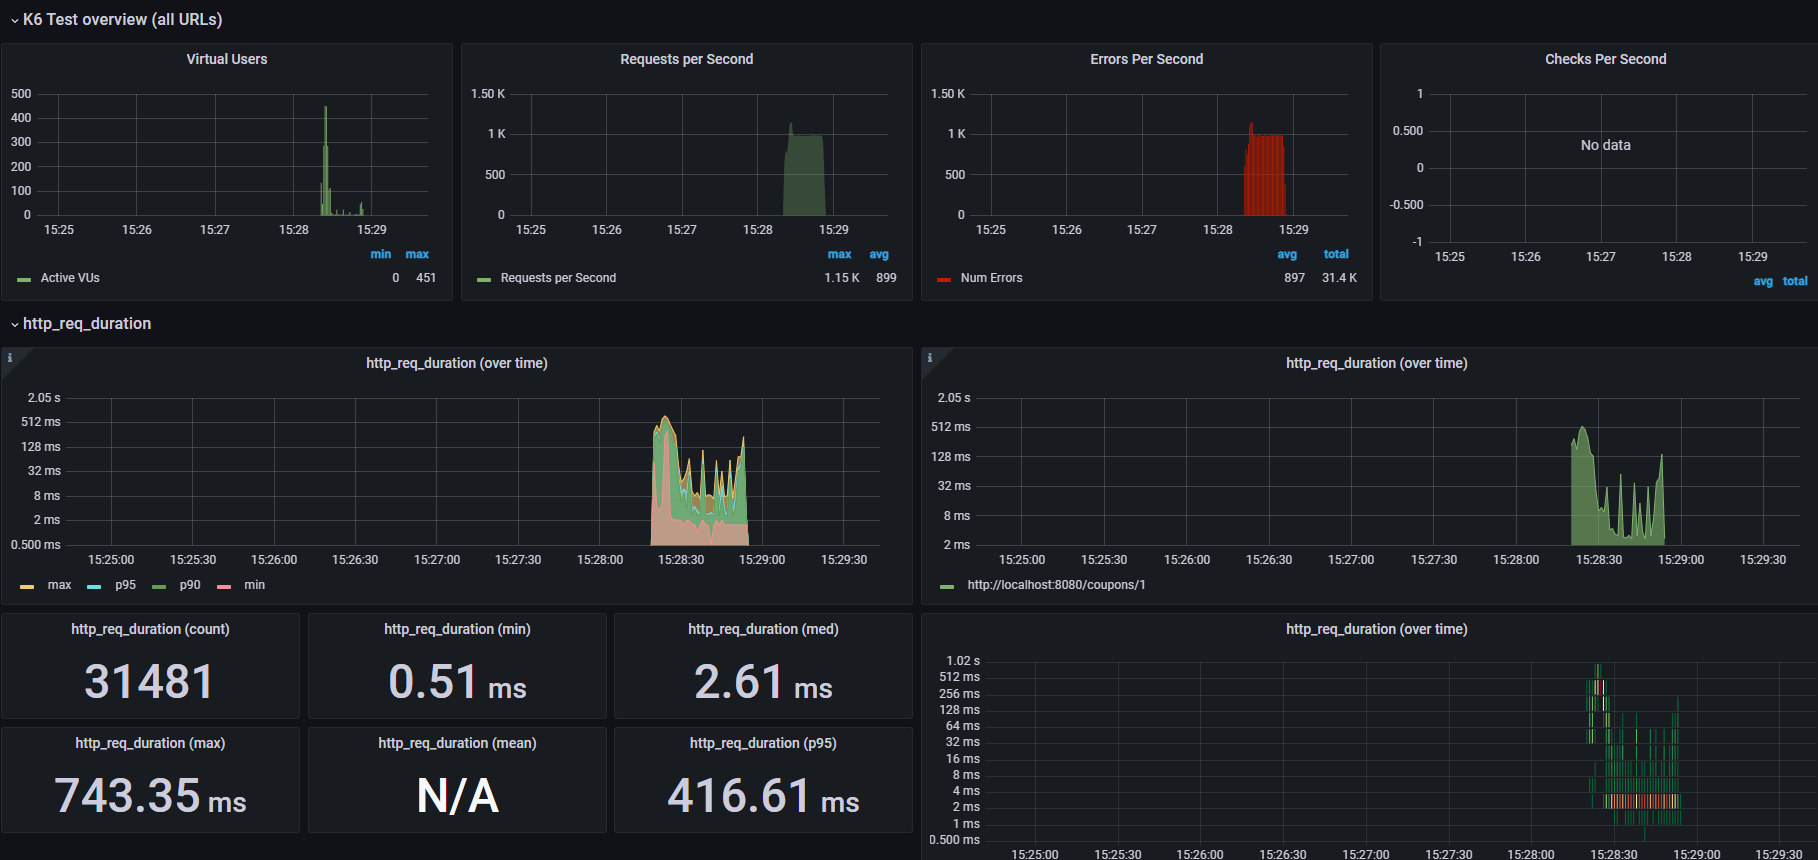 K6 Test overview (all URLs)
Virtual Users
500
400
300
200
100
0
15:25 15:26 15:27 15:28 15:29
min max
Active VUs 0 451
Requests per Second
1.50 K
1 K
500
0
15:25 15:26 15:27 15:28 15:29
max avg
Requests per Second 1.15 K 899
Errors Per Second
1.50 K
1 K
500
0
15:25 15:26 15:27 15:28 15:29
avg total
Num Errors 897 31.4 K
Checks Per Second
1
0.500
0
-0.500
-1
No data
15:25 15:26 15:27 15:28 15:29
avg total
http_req_duration
i
http_req_duration (over time)
2.05 s
512 ms
128 ms
32 ms
8 ms
2 ms
0.500 ms
15:25:00 15:25:30 15:26:00 15:26:30 15:27:00 15:27:30 15:28:00 15:28:30 15:29:00 15:29:30
max p95 p90 min
i
http_req_duration (over time)
2.05 s
512 ms
128 ms
32 ms
8 ms
2 ms
15:25:00 15:25:30 15:26:00 15:26:30 15:27:00 15:27:30 15:28:00 15:28:30 15:29:00 15:29:30
http://localhost:8080/coupons/1
http_req_duration (count)
31481
http_req_duration (min)
0.51 ms
http_req_duration (med)
2.61 ms
http_req_duration (max)
743.35 ms
http_req_duration (mean)
N/A
http_req_duration (p95)
416.61 ms
http_req_duration (over time)
1.02 s
512 ms
256 ms
128 ms
64 ms
32 ms
16 ms
8 ms
4 ms
2 ms
1 ms
0.500 ms
15:25:00 15:25:30 15:26:00 15:26:30 15:27:00 15:27:30 15:28:00 15:28:30 15:29:00 15:29:30